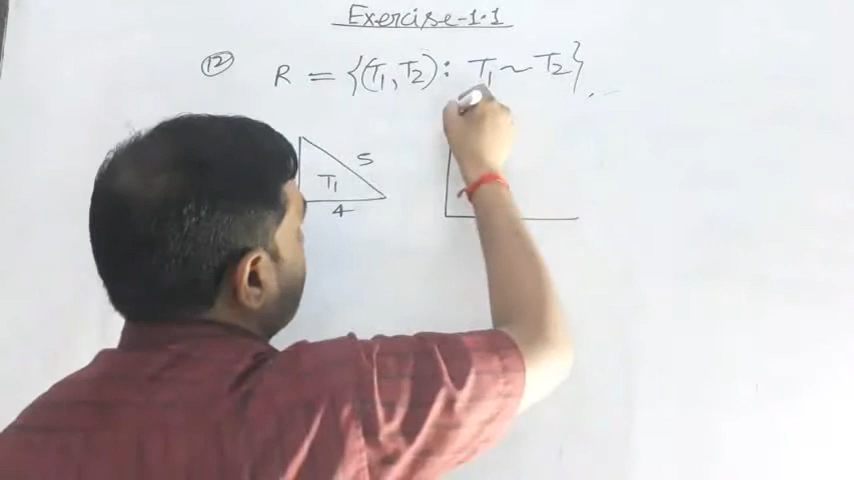 Exercise-1.1
(12) R = {(T₁, T₂) : T₁ ~ T₂}
5
T₁
4